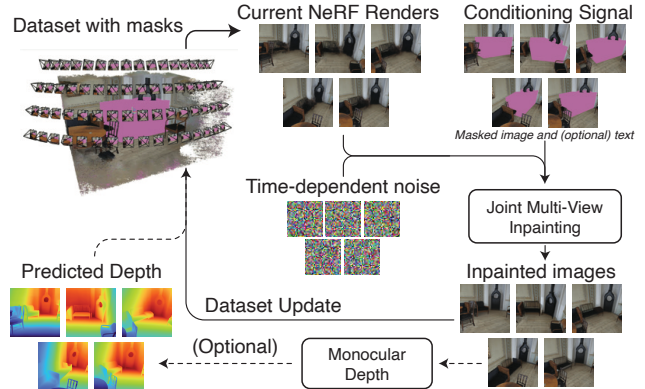 Dataset with masks
Current NeRF Renders
Conditioning Signal
Masked image and (optional) text
Time-dependent noise
Joint Multi-View
Inpainting
Predicted Depth
Dataset Update
Inpainted images
(Optional)
Monocular
Depth